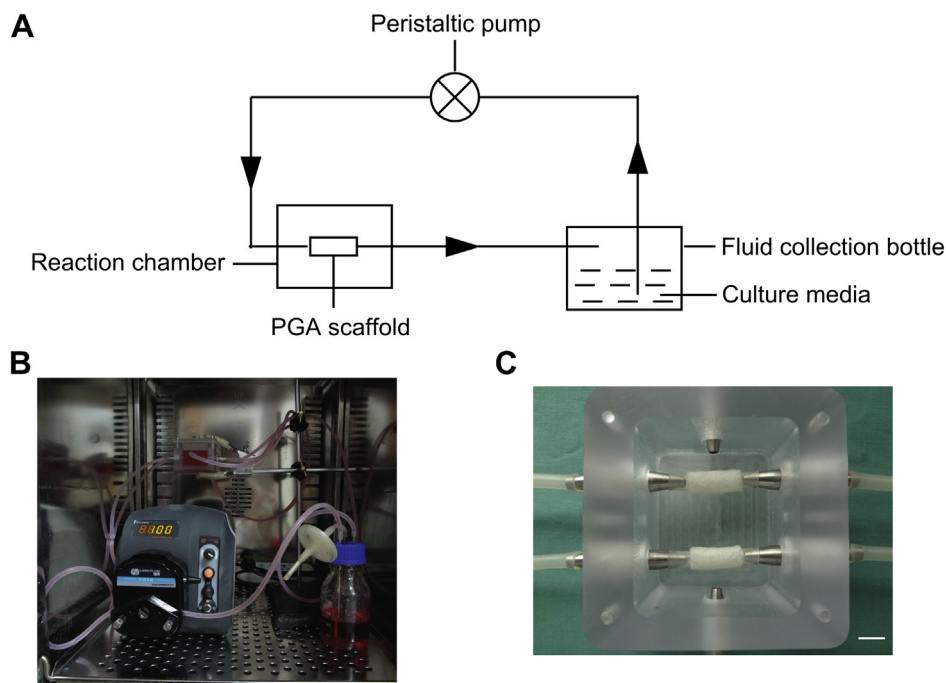 A
Peristaltic pump
Reaction chamber
PGA scaffold
Fluid collection bottle
Culture media
B
C